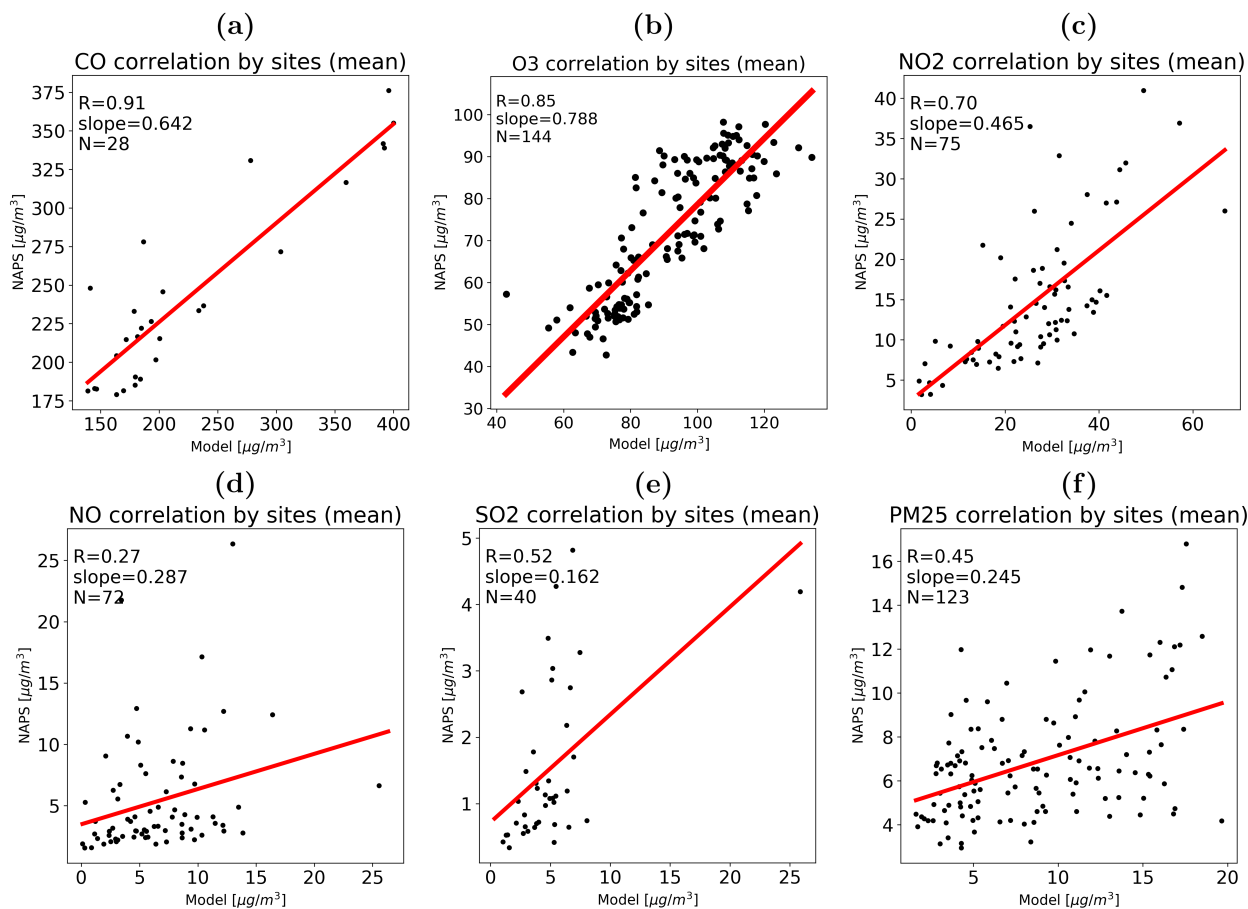 (a)
CO correlation by sites (mean)
R=0.91
slope=0.642
N=28
375
350
325
300
275
250
225
200
175
NAPS [μg/m³]
150
200
250
300
350
400
Model [μg/m³]
(b)
O3 correlation by sites (mean)
R=0.85
slope=0.788
N=144
100
90
80
70
60
50
40
30
NAPS [μg/m³]
40
60
80
100
120
Model [μg/m³]
(c)
NO2 correlation by sites (mean)
R=0.70
slope=0.465
N=75
40
35
30
25
20
15
10
5
NAPS [μg/m³]
0
20
40
60
Model [μg/m³]
(d)
NO correlation by sites (mean)
R=0.27
slope=0.287
N=72
25
20
15
10
5
NAPS [μg/m³]
0
5
10
15
20
25
Model [μg/m³]
(e)
SO2 correlation by sites (mean)
R=0.52
slope=0.162
N=40
5
4
3
2
1
NAPS [μg/m³]
0
5
10
15
20
25
Model [μg/m³]
(f)
PM25 correlation by sites (mean)
R=0.45
slope=0.245
N=123
16
14
12
10
8
6
4
NAPS [μg/m³]
5
10
15
20
Model [μg/m³]